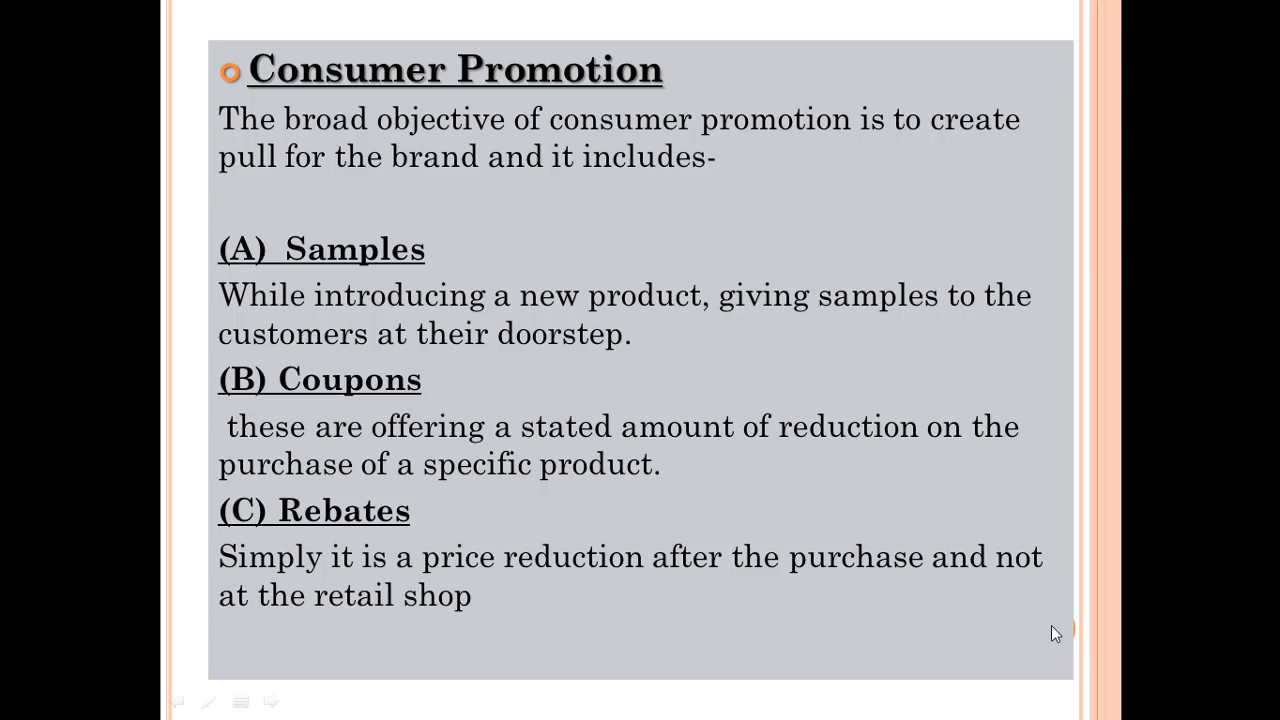 Consumer Promotion
The broad objective of consumer promotion is to create
pull for the brand and it includes-
(A)  Samples
While introducing a new product, giving samples to the
customers at their doorstep.
(B) Coupons
these are offering a stated amount of reduction on the
purchase of a specific product.
(C) Rebates
Simply it is a price reduction after the purchase and not
at the retail shop